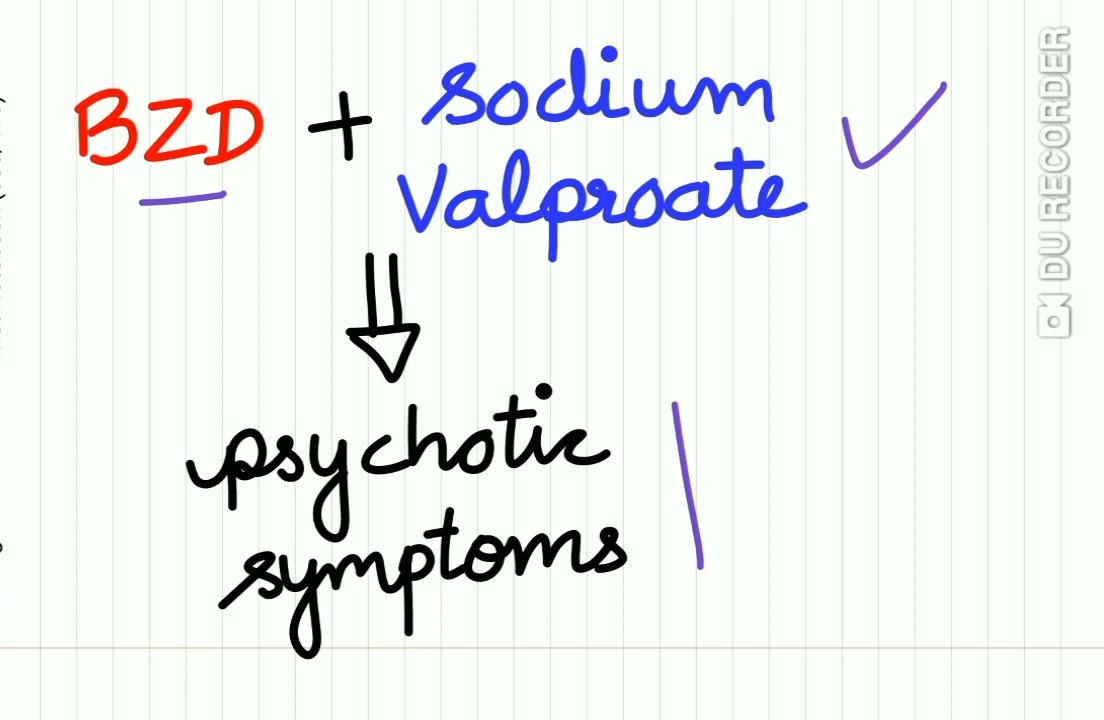 BZD + Sodium
Valproate
psychotic
symptoms
DU RECORDER